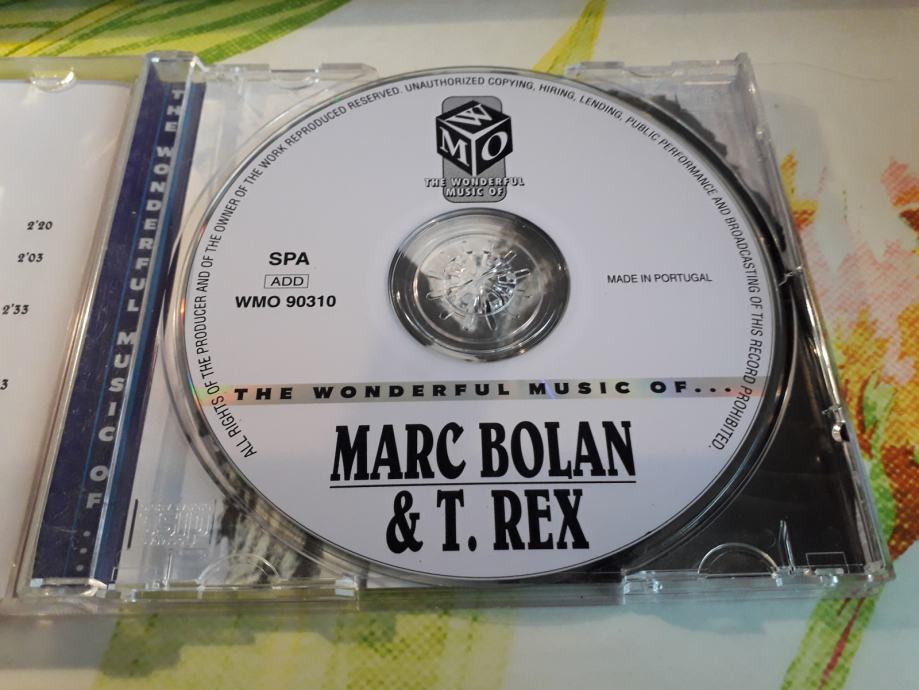 2'20
2'03
2'33
3
THE WONDERFUL MUSIC OF...
ALL RIGHTS OF THE PRODUCER AND OF THE OWNER OF THE WORK REPRODUCED RESERVED. UNAUTHORIZED COPYING, HIRING, LENDING, PUBLIC PERFORMANCE AND BROADCASTING OF THIS RECORD PROHIBITED.
WMO
THE WONDERFUL
MUSIC OF
SPA
ADD
WMO 90310
MADE IN PORTUGAL
THE WONDERFUL MUSIC OF...
MARC BOLAN
& T. REX